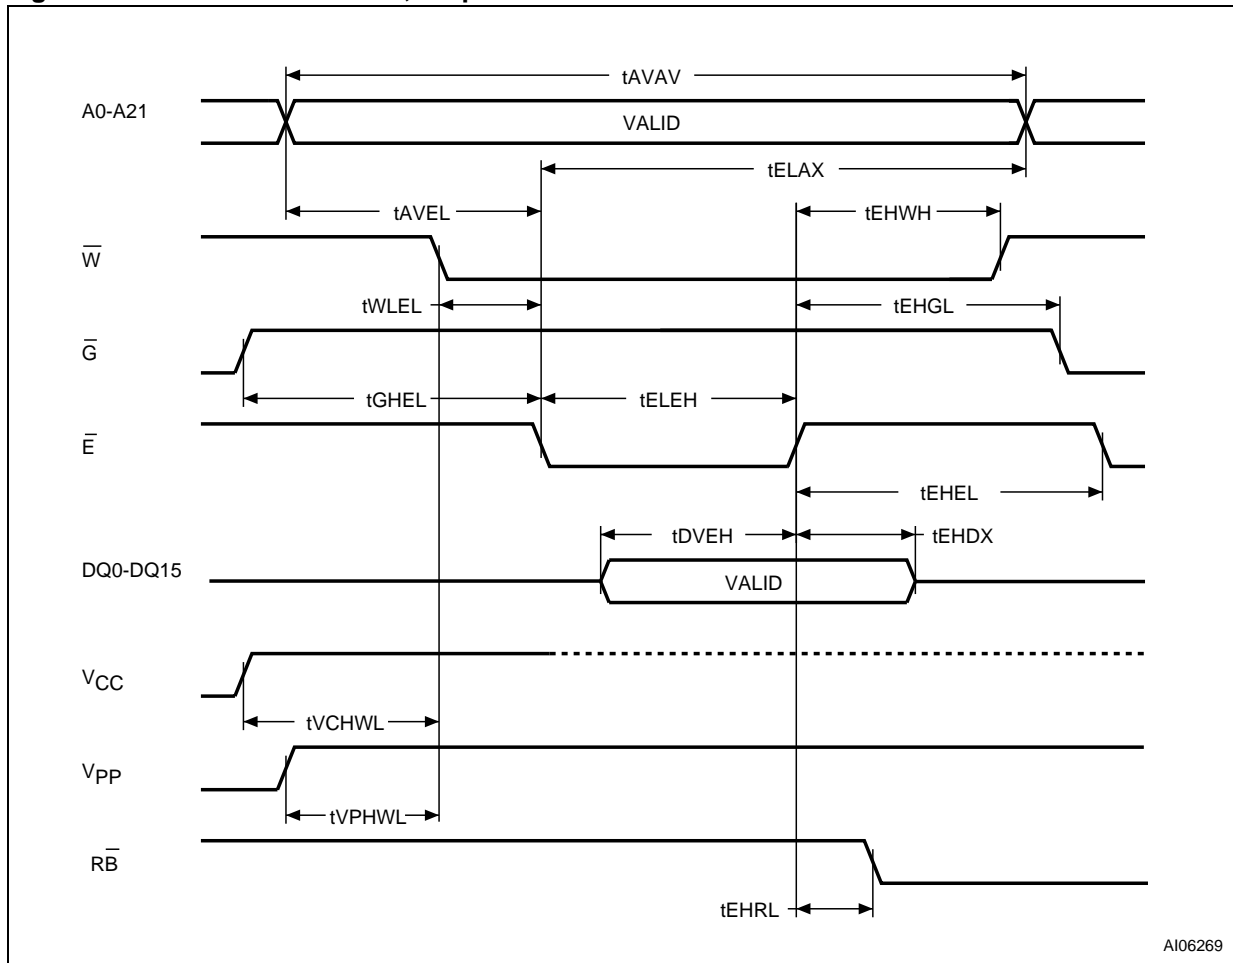 tAVAV
A0-A21
VALID
tELAX
tAVEL
tEHWH
W̅
tWLEL
tEHGL
G̅
tGHEL
tELEH
E̅
tEHEL
tDVEH
tEHDX
DQ0-DQ15
VALID
VCC
tVCHWL
VPP
tVPHWL
RB̅
tEHRL
AI06269